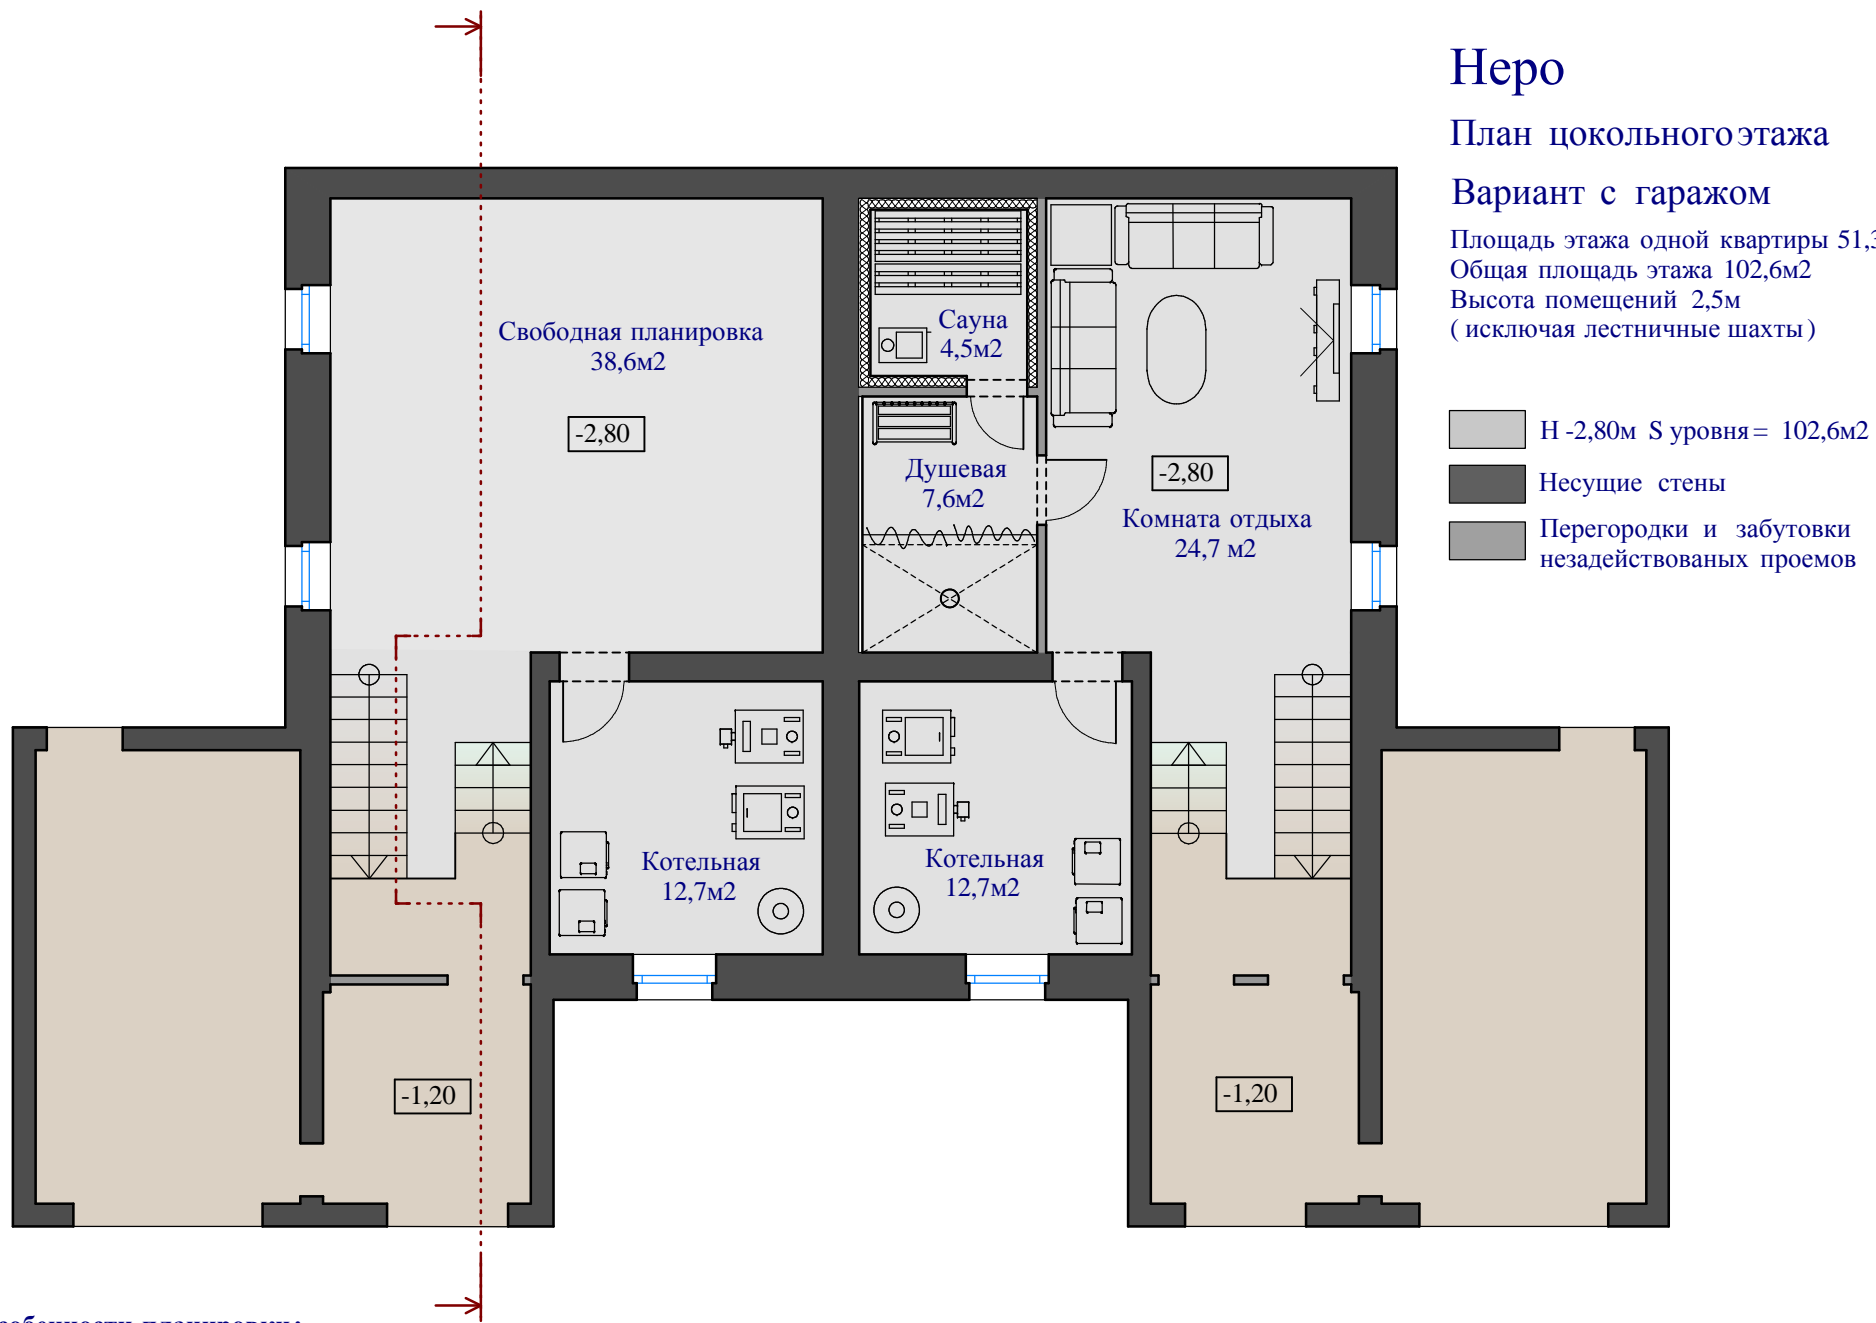 Неро
План цокольного этажа
Вариант с гаражом
Площадь этажа одной квартиры
Общая площадь этажа 102,6м2
Высота помещений 2,5м
( исключая лестничные шахты )
Н -2,80м S уровня = 102,6м2
Несущие стены
Перегородки и забутовки
незадействованых проемов
Свободная планировка
38,6м2
-2,80
Сауна
4,5м2
Душевая
7,6м2
-2,80
Комната отдыха
24,7 м2
Котельная
12,7м2
Котельная
12,7м2
-1,20
-1,20